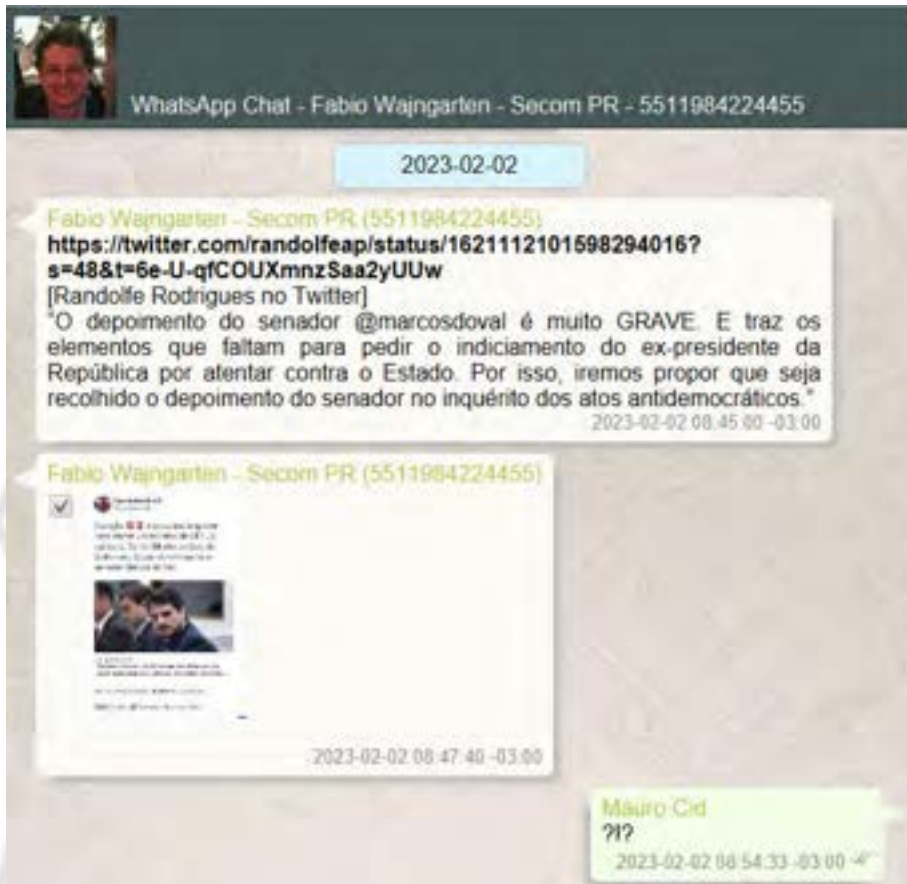 WhatsApp Chat - Fabio Wajngarten - Secom PR - 5511984224455
2023-02-02
Fabio Wajngarten - Secom PR (5511984224455)
https://twitter.com/randolfeap/status/1621112101598294016?
s=48&t=6e-U-qfCOUXmnzSaa2yUUw
[Randolfe Rodrigues no Twitter]
"O depoimento do senador @marcosdoval é muito GRAVE. E traz os
elementos que faltam para pedir o indiciamento do ex-presidente da
República por atentar contra o Estado. Por isso, iremos propor que seja
recolhido o depoimento do senador no inquérito dos atos antidemocráticos."
2023-02-02 08:45:00 -03:00
Fabio Wajngarten - Secom PR (5511984224455)
2023-02-02 08:47:40 -03:00
Mauro Cid
?!?
2023-02-02 08:54:33 -03:00